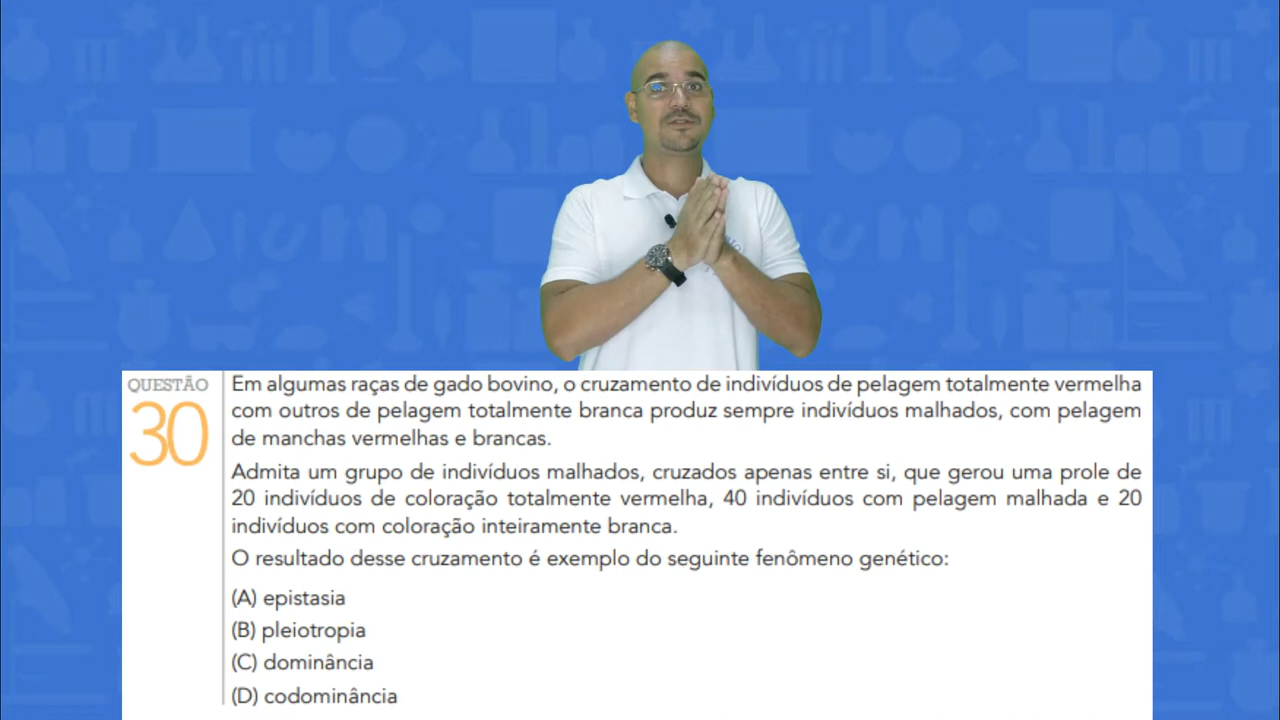 QUESTÃO
30
Em algumas raças de gado bovino, o cruzamento de indivíduos de pelagem totalmente vermelha
com outros de pelagem totalmente branca produz sempre indivíduos malhados, com pelagem
de manchas vermelhas e brancas.
Admita um grupo de indivíduos malhados, cruzados apenas entre si, que gerou uma prole de
20 indivíduos de coloração totalmente vermelha, 40 indivíduos com pelagem malhada e 20
indivíduos com coloração inteiramente branca.
O resultado desse cruzamento é exemplo do seguinte fenômeno genético:
(A) epistasia
(B) pleiotropia
(C) dominância
(D) codominância